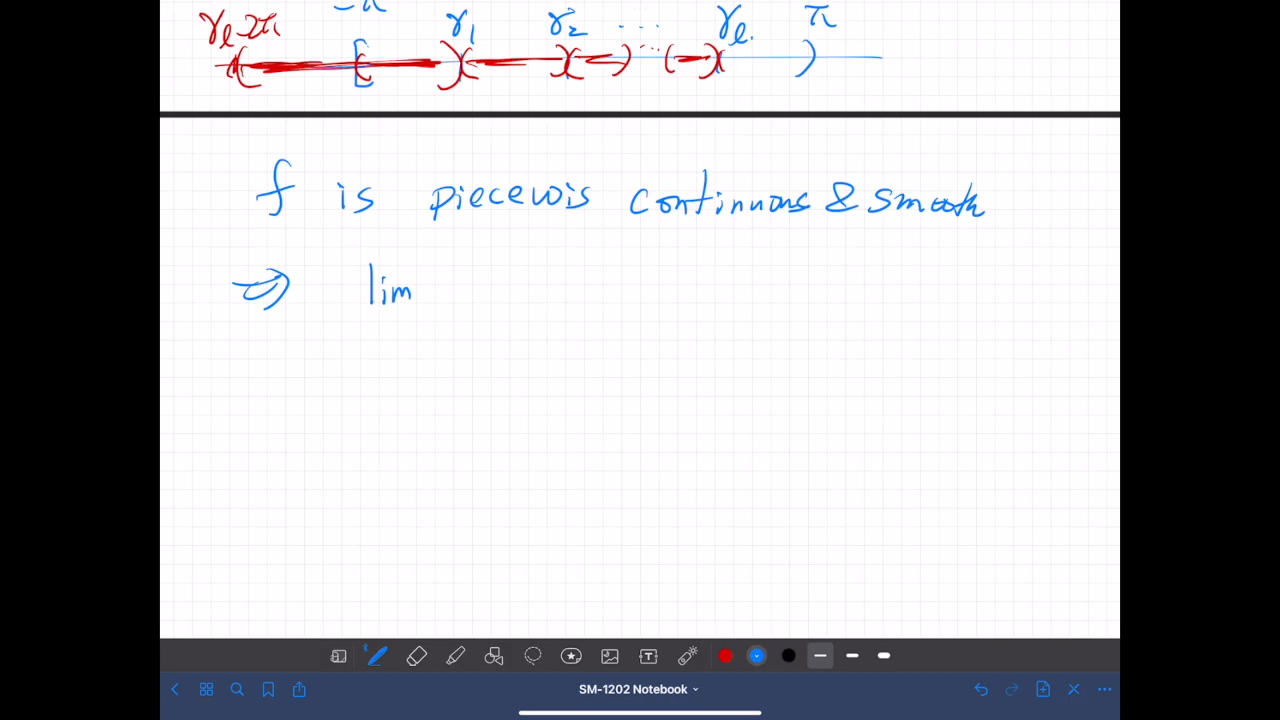 γℓ-2π -π γ₁ γ₂ ... γℓ. π
f is piecewis continuous & smooth
⇒ lim
SM-1202 Notebook